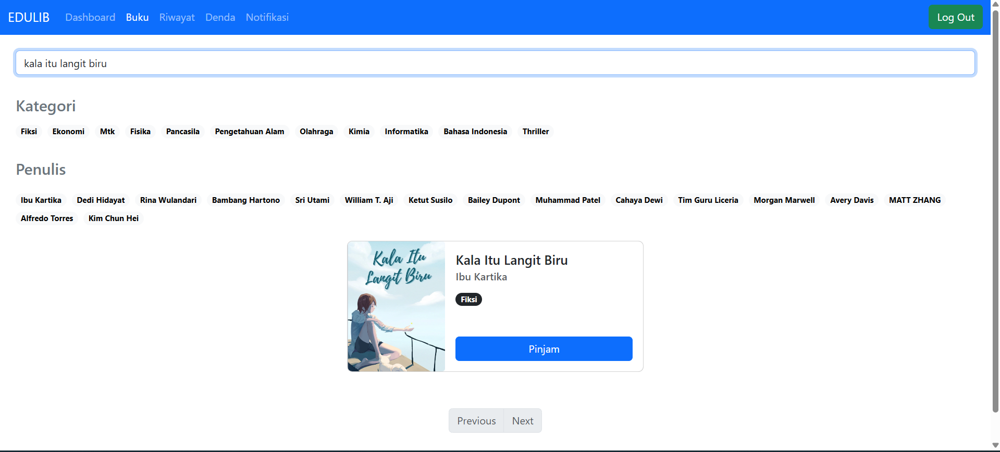 EDULIB Dashboard Buku Riwayat Denda Notifikasi Log Out
kala itu langit biru
Kategori
Fiksi Ekonomi Mtk Fisika Pancasila Pengetahuan Alam Olahraga Kimia Informatika Bahasa Indonesia Thriller
Penulis
Ibu Kartika Dedi Hidayat Rina Wulandari Bambang Hartono Sri Utami William T. Aji Ketut Susilo Bailey Dupont Muhammad Patel Cahaya Dewi Tim Guru Liceria Morgan Marwell Avery Davis MATT ZHANG
Alfredo Torres Kim Chun Hei
Kala Itu
Langit Biru
Kala Itu Langit Biru
Ibu Kartika
Fiksi
Pinjam
Previous Next